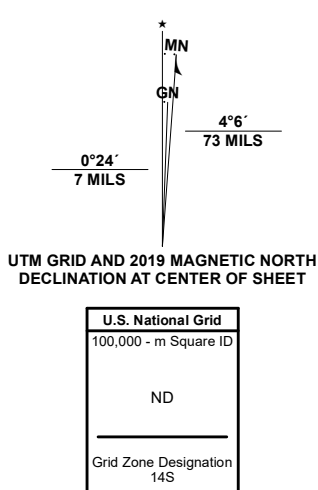 ★
MN
GN
4°6´
73 MILS
0°24´
7 MILS
UTM GRID AND 2019 MAGNETIC NORTH
DECLINATION AT CENTER OF SHEET
U.S. National Grid
100,000 - m Square ID
ND
Grid Zone Designation
14S